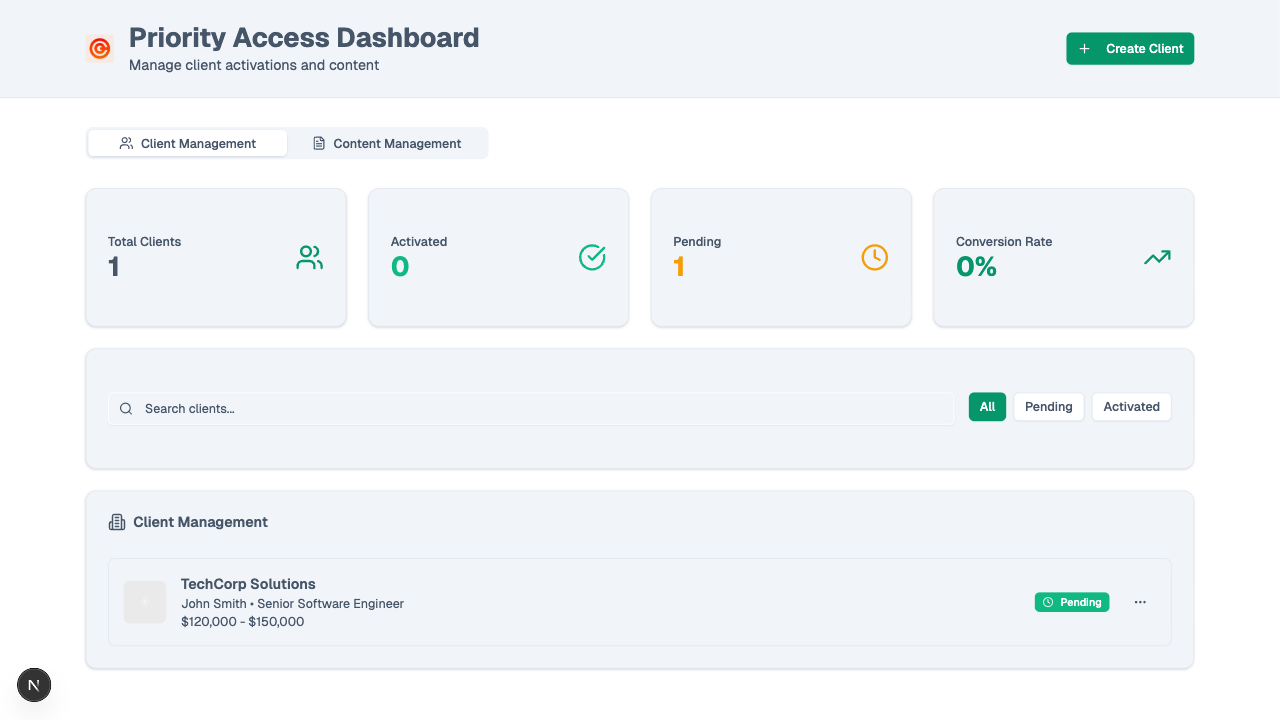 Priority Access Dashboard
Manage client activations and content
Create Client
Client Management
Content Management
Total Clients
1
Activated
0
Pending
1
Conversion Rate
0%
Search clients...
All
Pending
Activated
Client Management
TechCorp Solutions
John Smith • Senior Software Engineer
$120,000 - $150,000
Pending
N